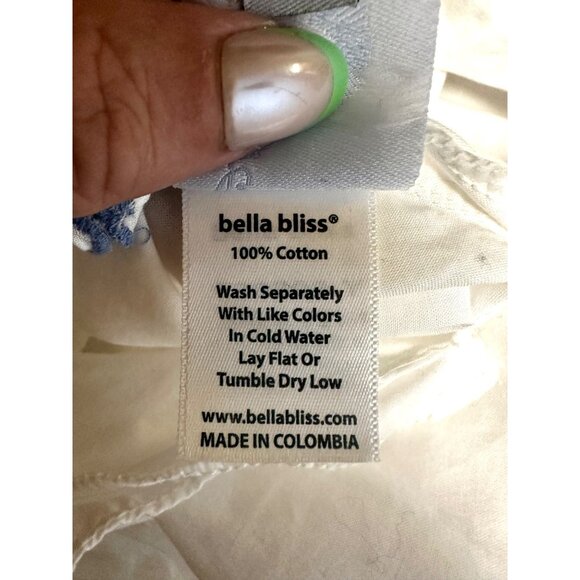 bella bliss®
100% Cotton
Wash Separately
With Like Colors
In Cold Water
Lay Flat Or
Tumble Dry Low
www.bellabliss.com
MADE IN COLOMBIA